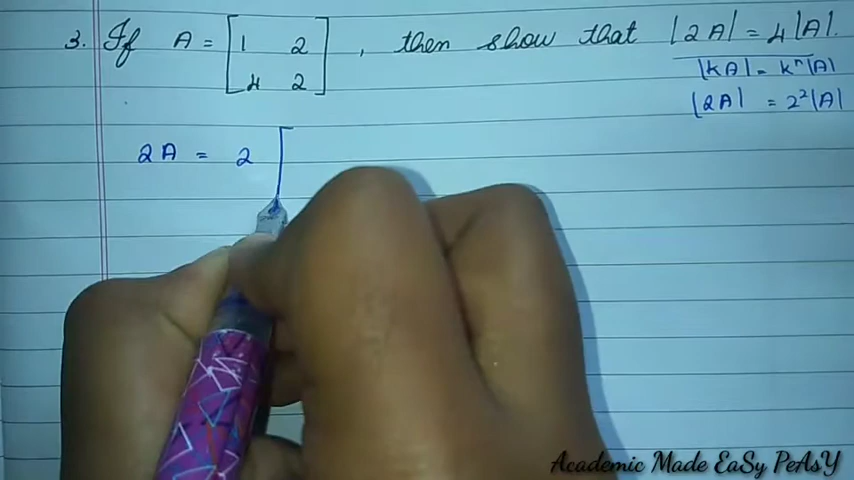 3. If A = [1 2 , then show that |2A| = 4|A|.
4 2]
|kA| = kⁿ|A|
|2A| = 2²|A|
2A = 2 [
Academic Made EaSy PeAsY